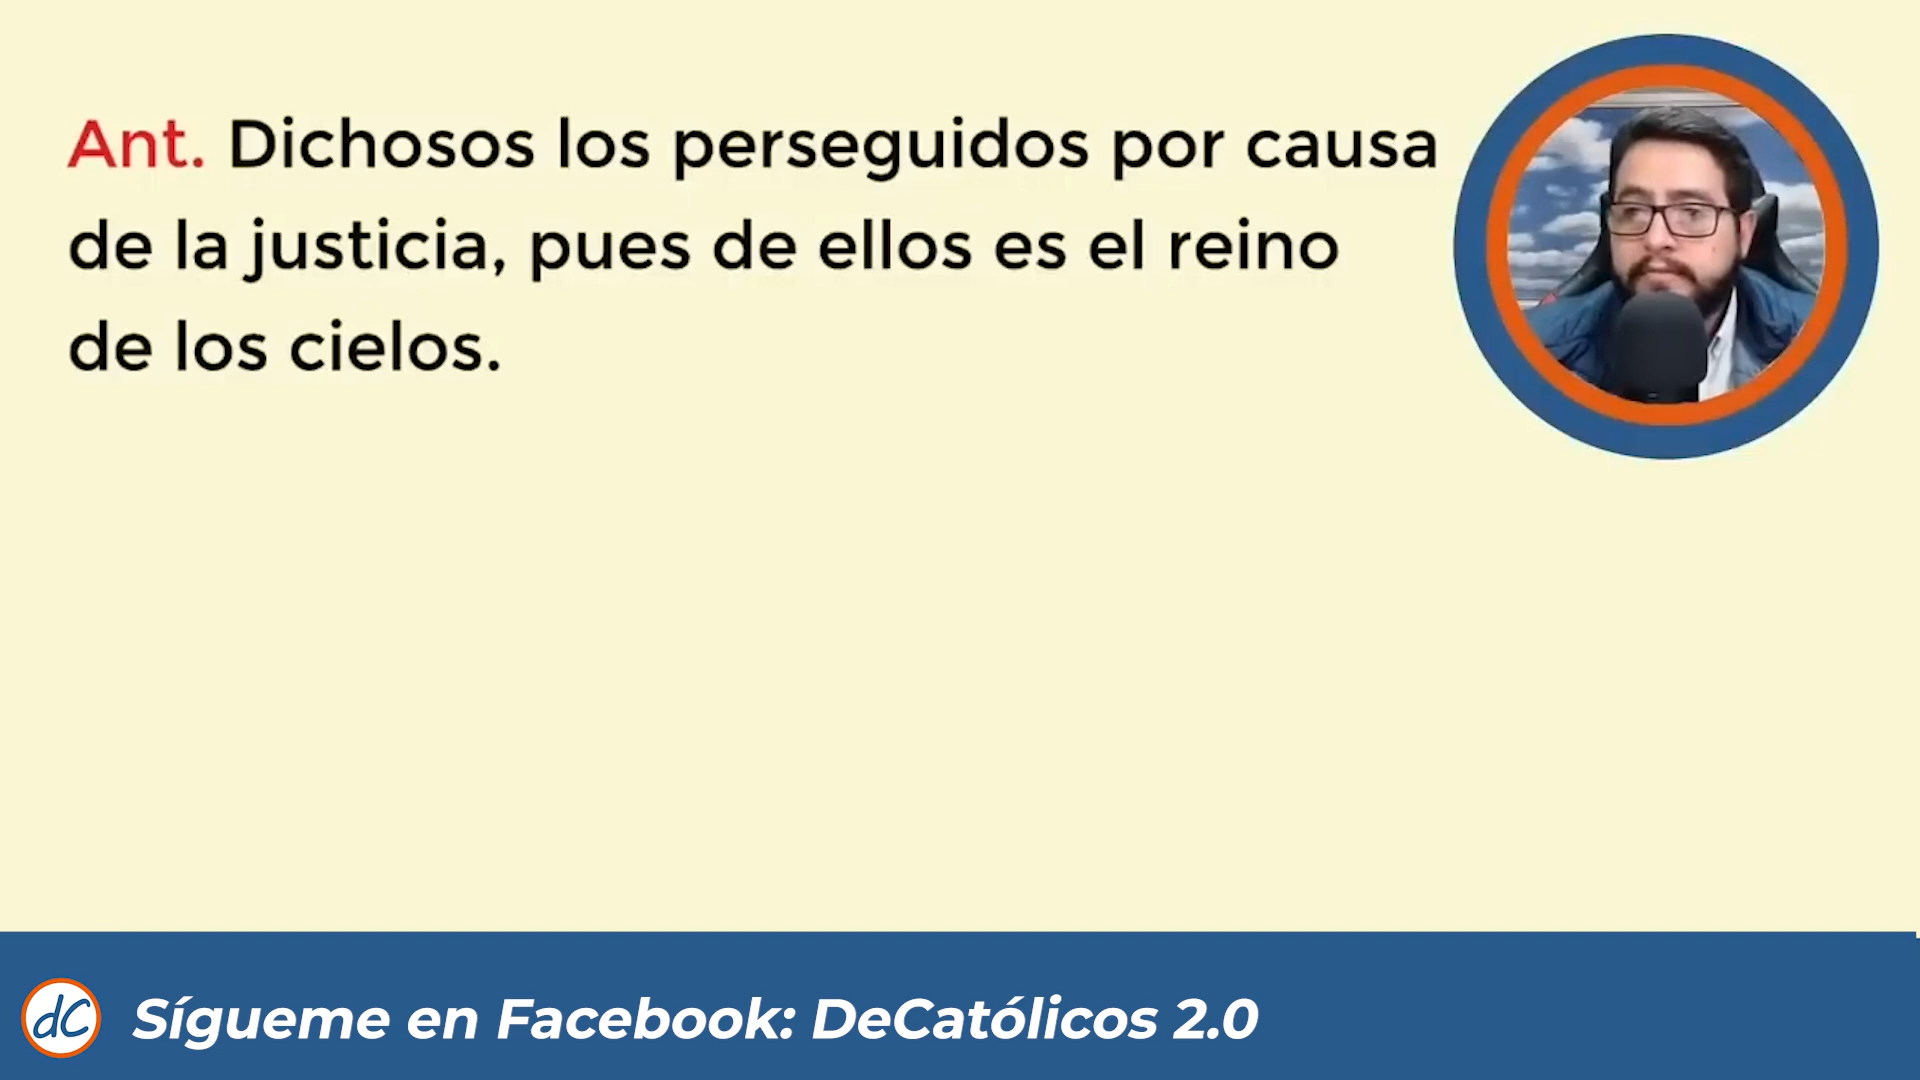 Ant. Dichosos los perseguidos por causa
de la justicia, pues de ellos es el reino
de los cielos.
dC Sígueme en Facebook: DeCatólicos 2.0